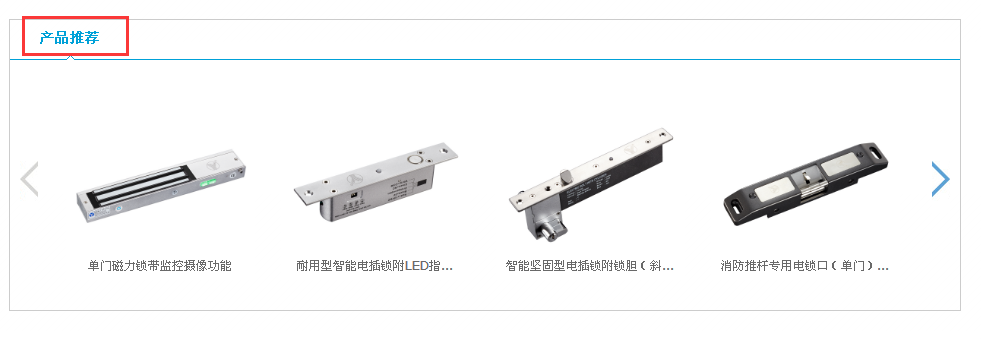 产品推荐
单门磁力锁带监控摄像功能
耐用型智能电插锁附LED指...
智能坚固型电插锁附锁胆（斜...
消防推杆专用电锁口（单门）...